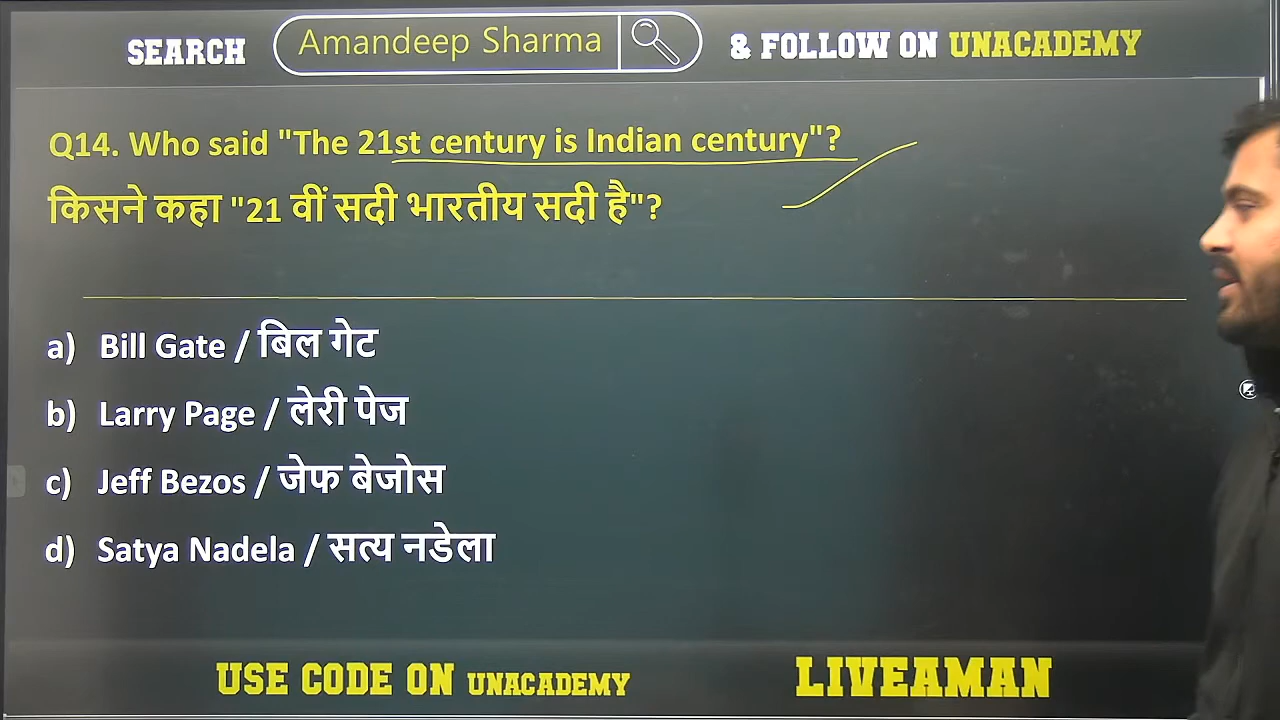 SEARCH Amandeep Sharma & FOLLOW ON UNACADEMY
Q14. Who said "The 21st century is Indian century"?
किसने कहा "21 वीं सदी भारतीय सदी है"?
a) Bill Gate / बिल गेट
b) Larry Page / लेरी पेज
c) Jeff Bezos / जेफ बेजोस
d) Satya Nadela / सत्य नडेला
USE CODE ON UNACADEMY LIVEAMAN